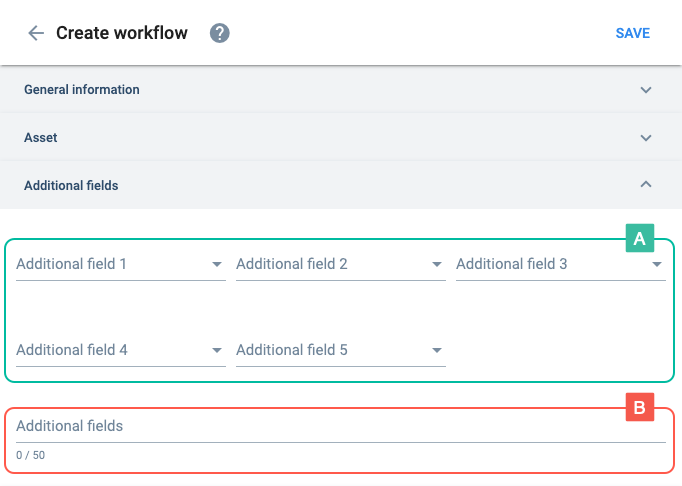 Create workflow ? SAVE
General information
Asset
Additional fields
A
Additional field 1 Additional field 2 Additional field 3
Additional field 4 Additional field 5
B
Additional fields
0 / 50